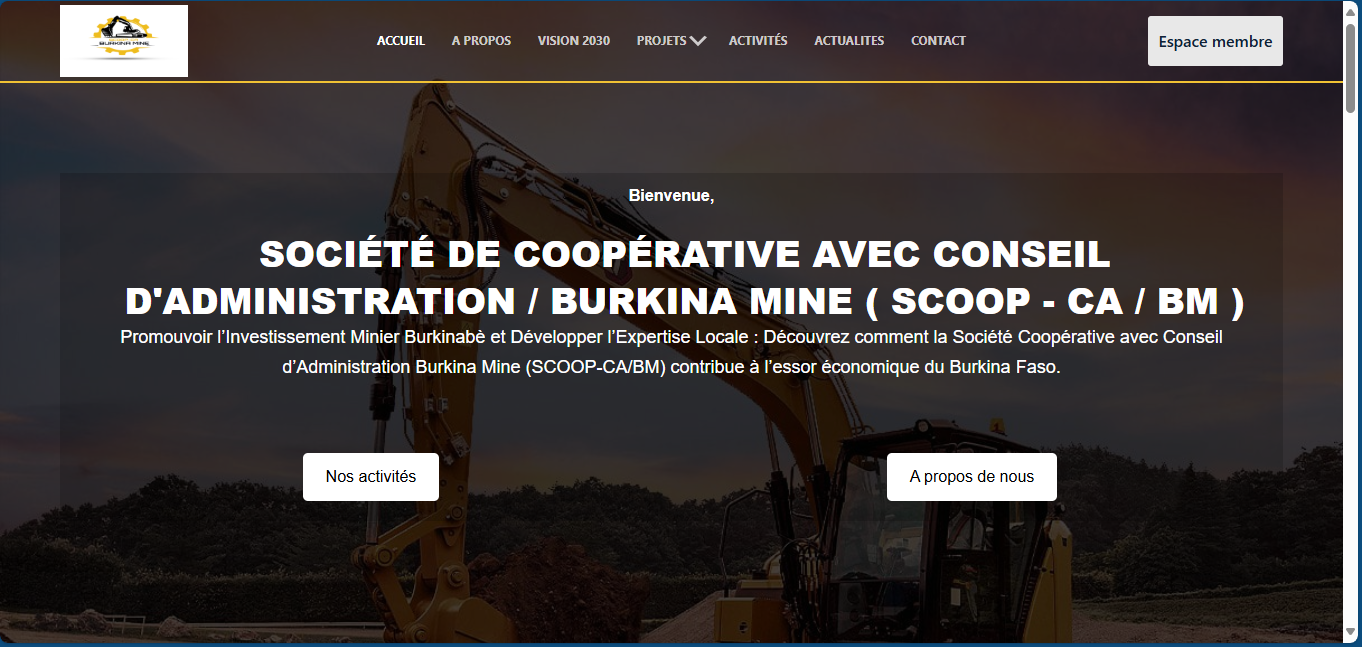 BURKINA MINE
ACCUEIL
A PROPOS
VISION 2030
PROJETS
ACTIVITÉS
ACTUALITES
CONTACT
Espace membre
Bienvenue,
SOCIÉTÉ DE COOPÉRATIVE AVEC CONSEIL
D'ADMINISTRATION / BURKINA MINE ( SCOOP - CA / BM )
Promouvoir l’Investissement Minier Burkinabè et Développer l’Expertise Locale : Découvrez comment la Société Coopérative avec Conseil
d’Administration Burkina Mine (SCOOP-CA/BM) contribue à l’essor économique du Burkina Faso.
Nos activités
A propos de nous